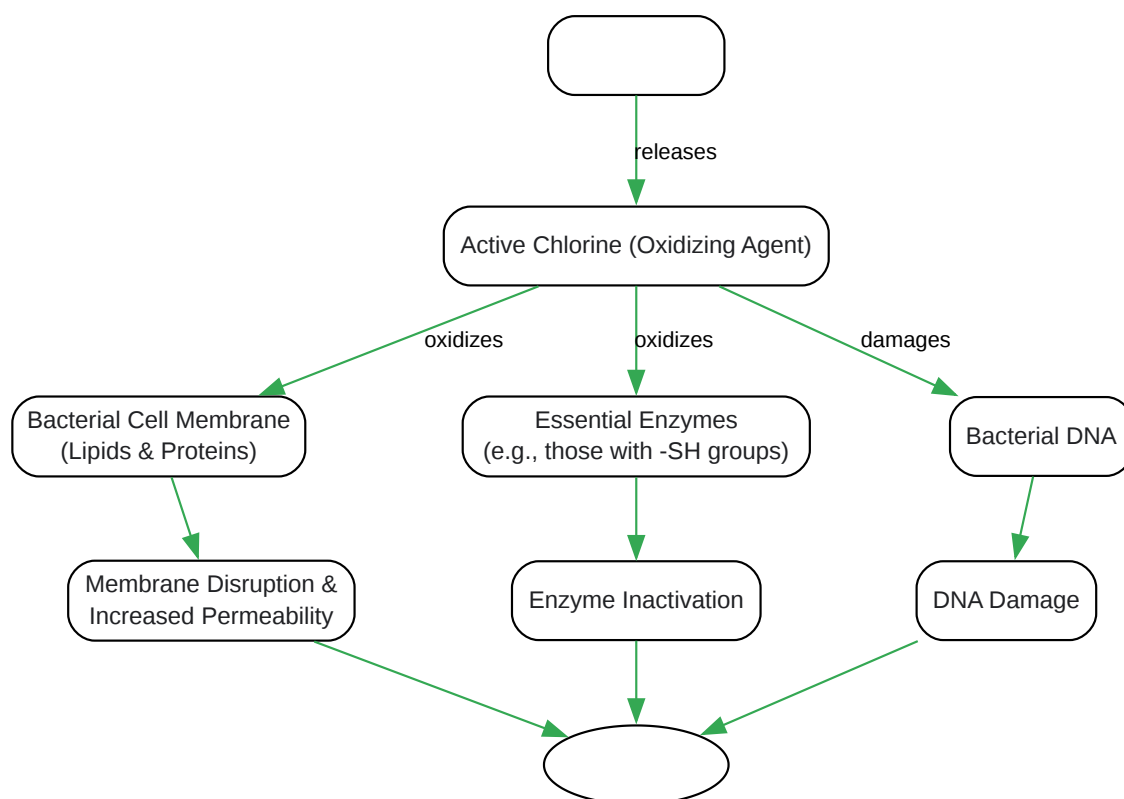 releases
Active Chlorine (Oxidizing Agent)
oxidizes
oxidizes
damages
Bacterial Cell Membrane
(Lipids & Proteins)
Essential Enzymes
(e.g., those with -SH groups)
Bacterial DNA
Membrane Disruption &
Increased Permeability
Enzyme Inactivation
DNA Damage